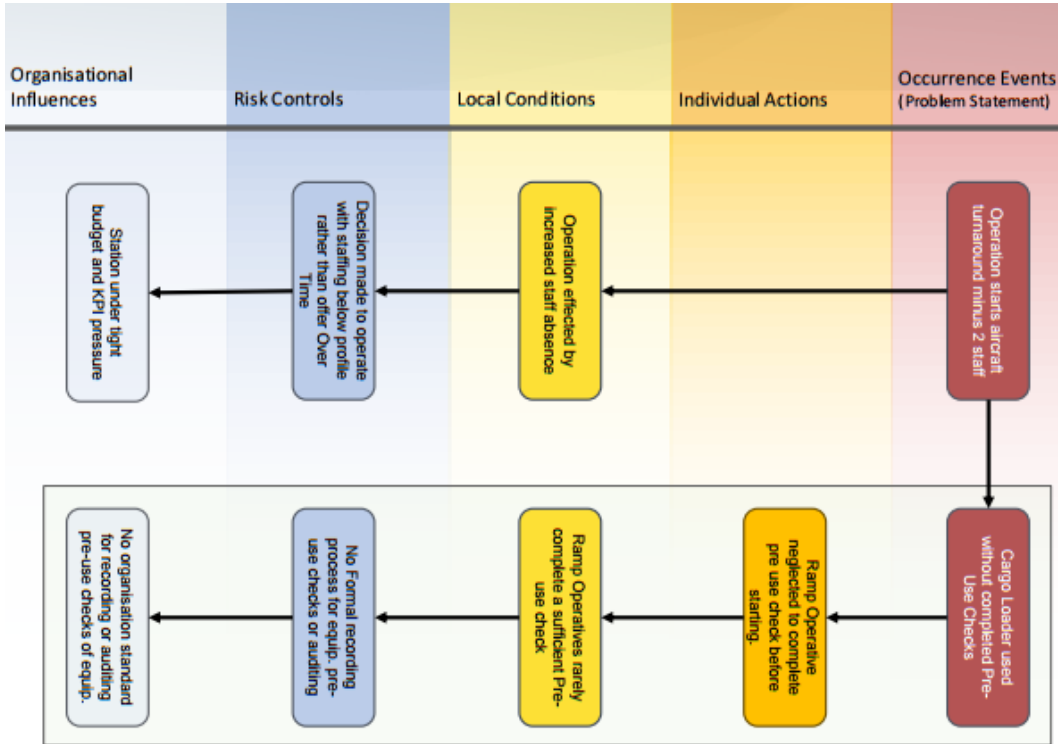 Organisational
Influences
Risk Controls
Local Conditions
Individual Actions
Occurrence Events
(Problem Statement)
Station under tight
budget and KPI pressure
Decision made to operate
with staffing below profile
rather than offer Over
Time
Operation effected by
increased staff absence
Operation starts aircraft
turnaround minus 2 staff
No organisation standard
for recording or auditing
pre-use checks of equip.
No Formal recording
process for equip. pre-
use checks or auditing
Ramp Operatives rarely
complete a sufficient Pre-
use check
Ramp Operative
neglected to complete
pre use check before
starting.
Cargo Loader used
without completed Pre-
Use Checks